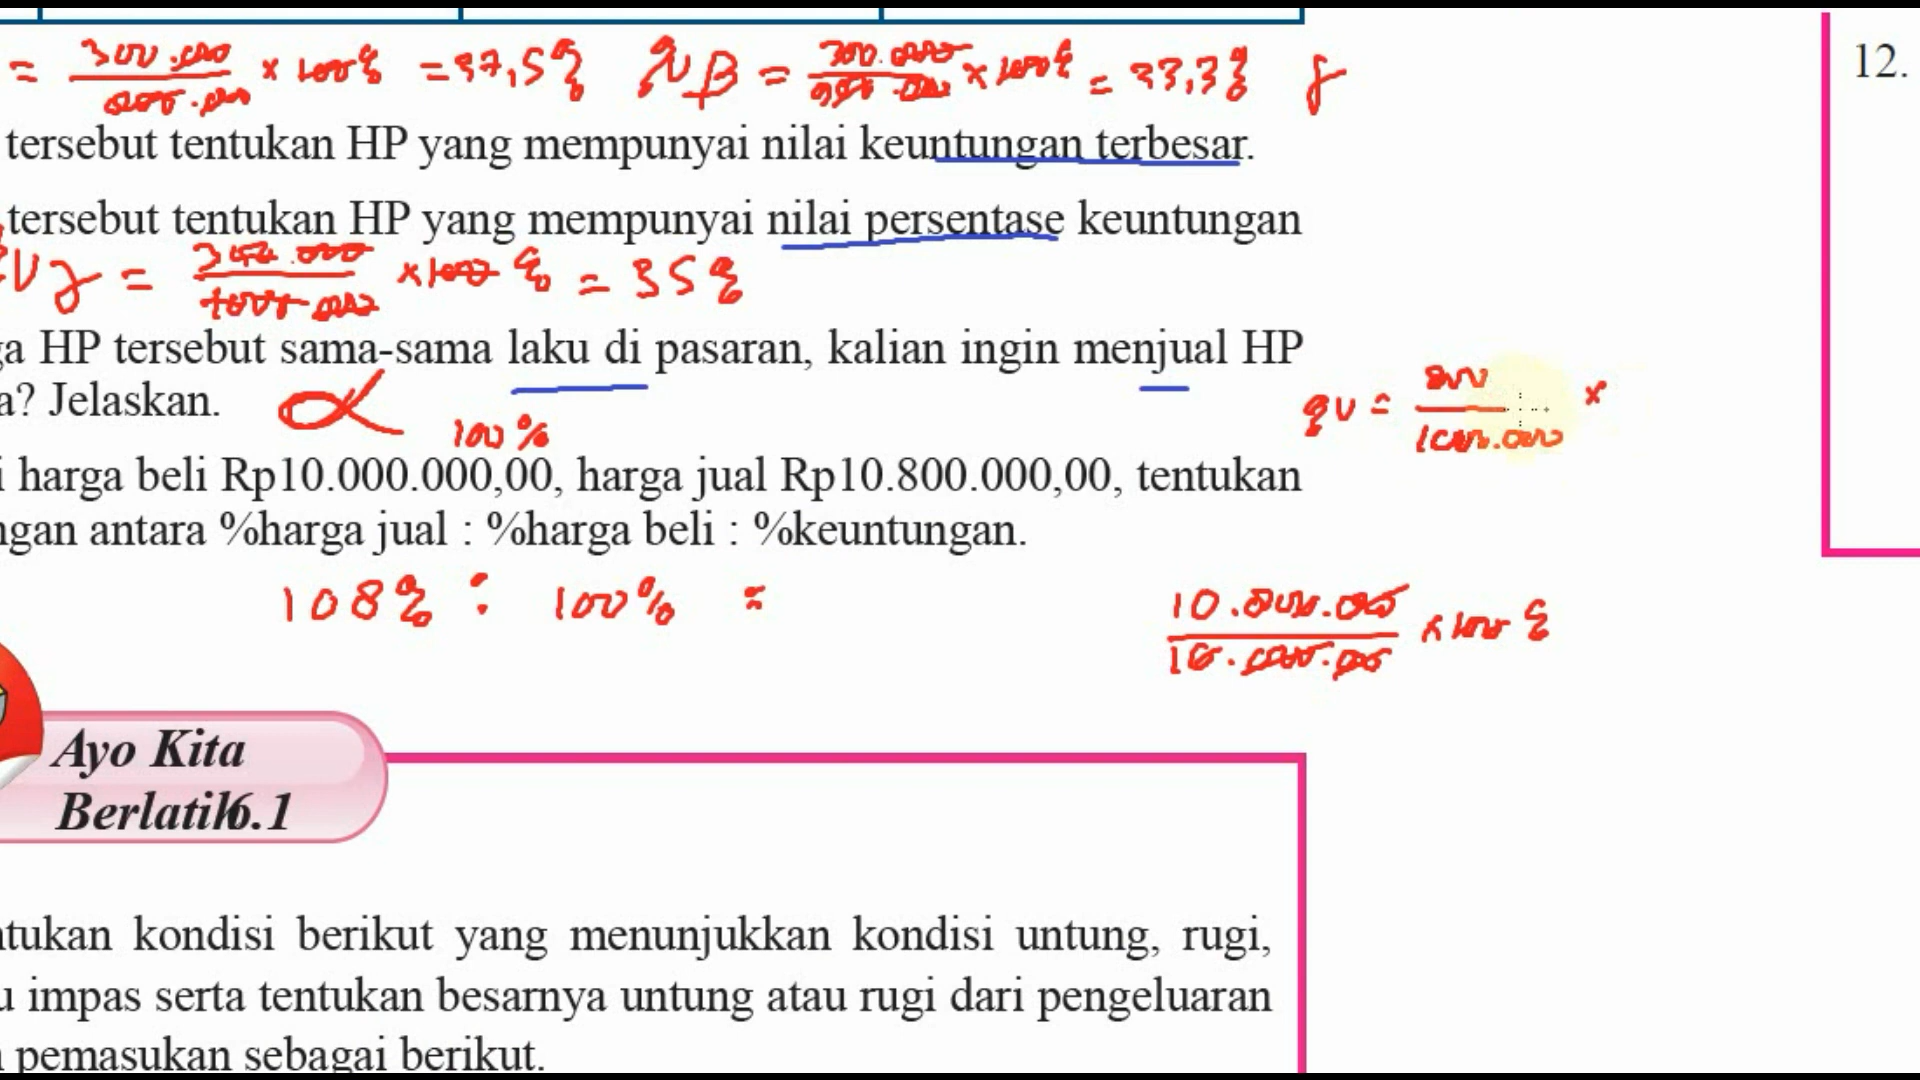 = 300.000 × 100% = 37,5% %U β = 300.000 × 100% = 33,3% γ
12.
tersebut tentukan HP yang mempunyai nilai keuntungan terbesar.
tersebut tentukan HP yang mempunyai nilai persentase keuntungan
U γ = 350.000 × 100 % = 35%
1000.000
ga HP tersebut sama-sama laku di pasaran, kalian ingin menjual HP
a? Jelaskan. α 100%
%U = 800 ×
i harga beli Rp10.000.000,00, harga jual Rp10.800.000,00, tentukan
ngan antara %harga jual : %harga beli : %keuntungan.
108% : 100% :
10.800.000 × 100 %
10.000.000
Ayo Kita
Berlatih 6.1
ntukan kondisi berikut yang menunjukkan kondisi untung, rugi,
u impas serta tentukan besarnya untung atau rugi dari pengeluaran
pemasukan sebagai berikut.